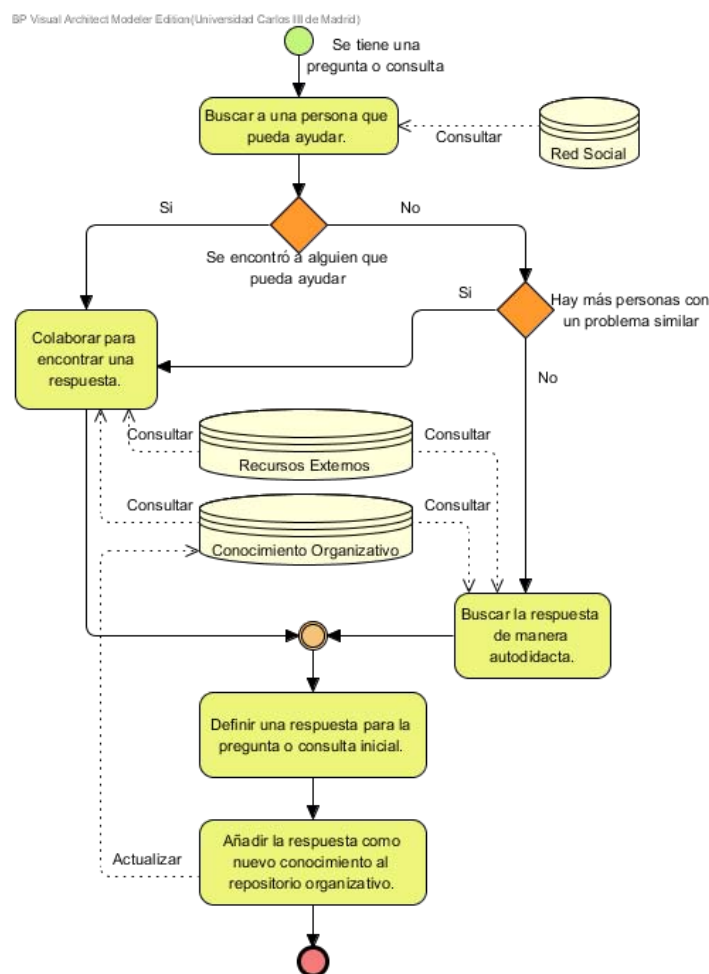 BP Visual Architect Modeler Edition(Universidad Carlos III de Madrid)
Se tiene una
pregunta o consulta
Buscar a una persona que
pueda ayudar.
Consultar
Red Social
Si
No
Se encontró a alguien que
pueda ayudar
Si
Hay más personas con
un problema similar
Colaborar para
encontrar una
respuesta.
No
Consultar
Consultar
Recursos Externos
Consultar
Consultar
Conocimiento Organizativo
Buscar la respuesta
de manera
autodidacta.
Definir una respuesta para la
pregunta o consulta inicial.
Añadir la respuesta como
nuevo conocimiento al
repositorio organizativo.
Actualizar